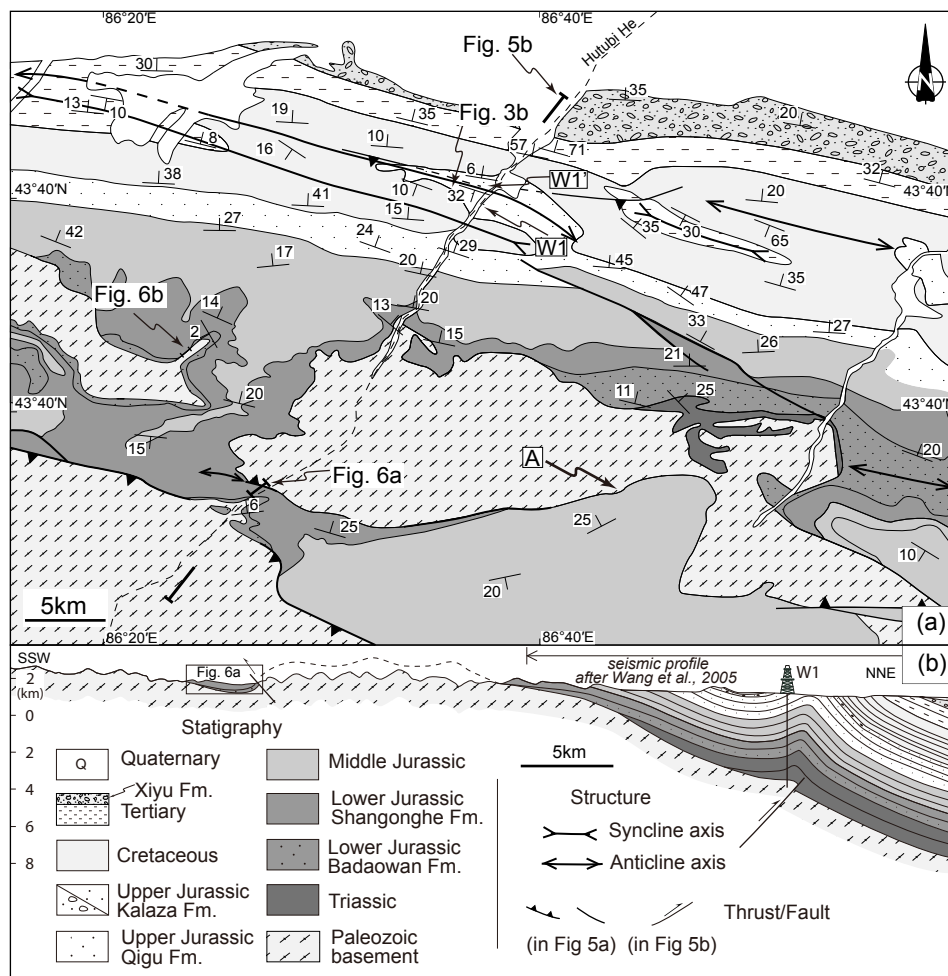 86°20′E
86°40′E
Hutubi He
Fig. 5b
N
30
35
20
13
10
19
35
Fig. 3b
57
71
8
16
10
6
32
43°40′N
43°40′N
38
41
10
32
W1'
20
15
35
30
65
42
27
24
29
W1
17
20
45
35
Fig. 6b
14
13
20
47
2
15
33
27
26
21
43°40′N
43°40′N
20
11
25
15
20
A
Fig. 6a
6
25
25
10
20
5km
(a)
86°20′E
86°40′E
(b)
SSW
Fig. 6a
seismic profile
after Wang et al., 2005
W1
NNE
2
(km)
0
2
4
6
8
Statigraphy
Q
Quaternary
Xiyu Fm.
Tertiary
Cretaceous
Upper Jurassic
Kalaza Fm.
Upper Jurassic
Qigu Fm.
Middle Jurassic
Lower Jurassic
Shangonghe Fm.
Lower Jurassic
Badaowan Fm.
Triassic
Paleozoic
basement
5km
Structure
Syncline axis
Anticline axis
Thrust/Fault
(in Fig 5a)
(in Fig 5b)